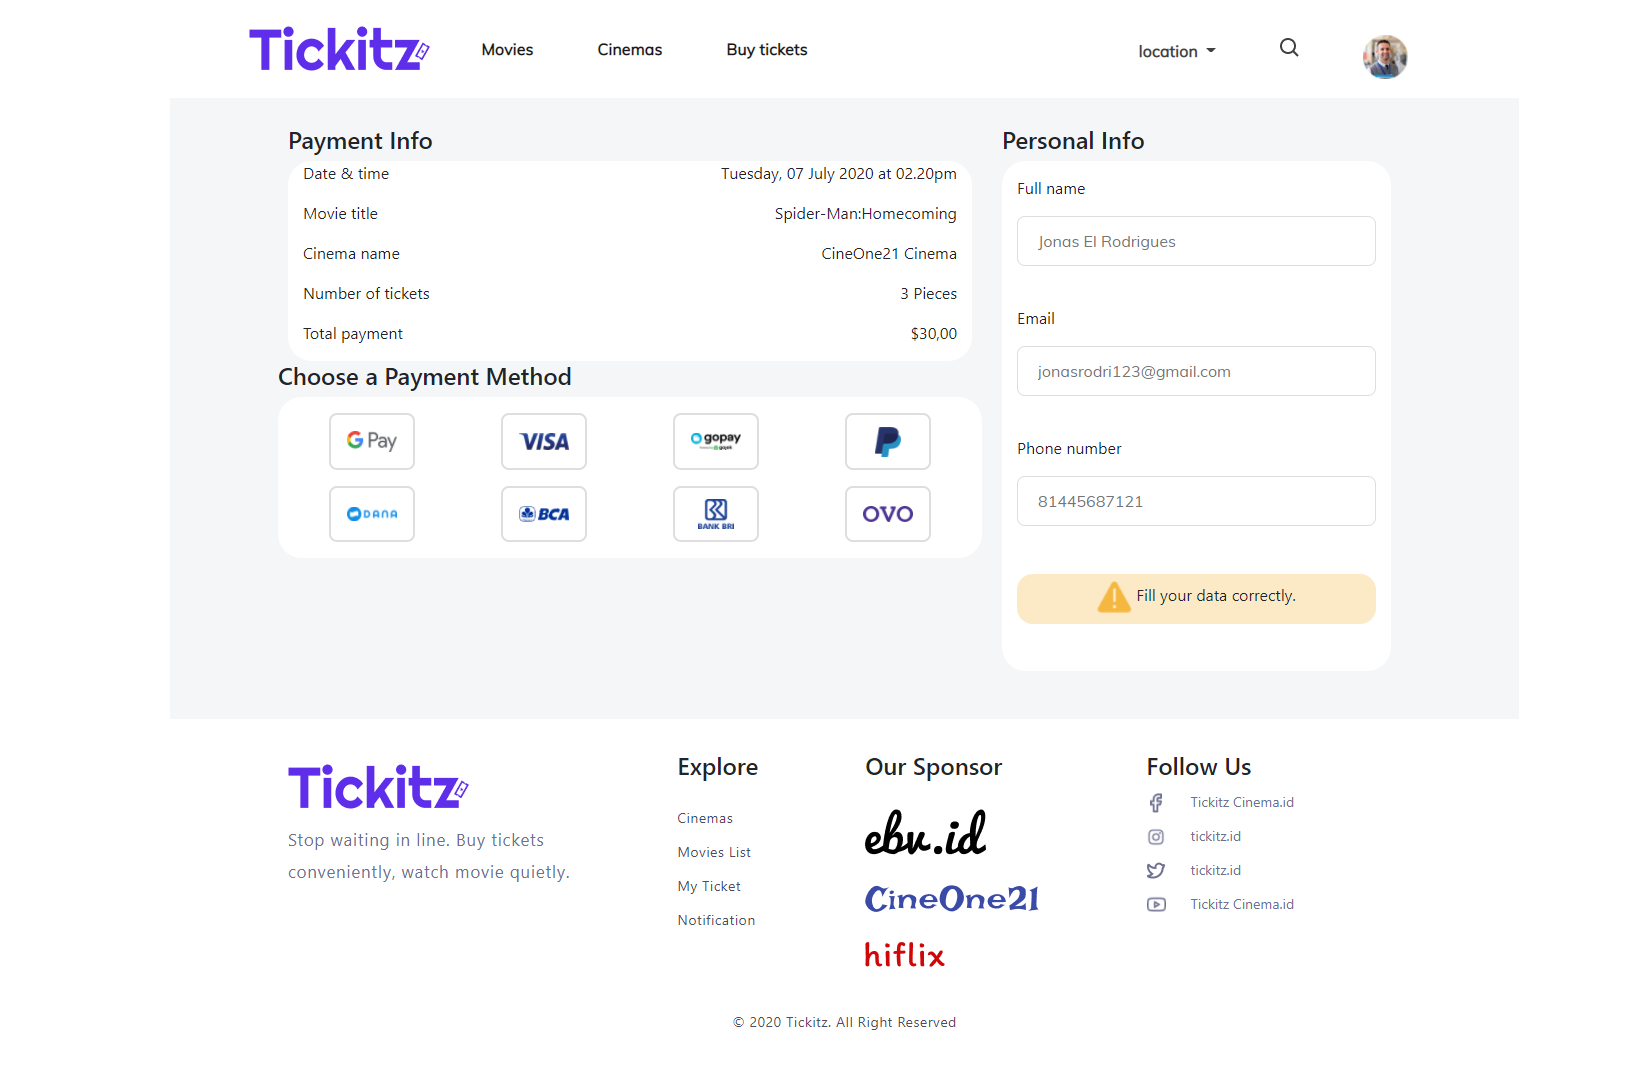 Tickitz
Movies
Cinemas
Buy tickets
location
Payment Info
Date & time
Tuesday, 07 July 2020 at 02.20pm
Movie title
Spider-Man:Homecoming
Cinema name
CineOne21 Cinema
Number of tickets
3 Pieces
Total payment
$30,00
Choose a Payment Method
G Pay
VISA
gopay
DANA
BCA
BANK BRI
OVO
Personal Info
Full name
Jonas El Rodrigues
Email
jonasrodri123@gmail.com
Phone number
81445687121
Fill your data correctly.
Tickitz
Stop waiting in line. Buy tickets
conveniently, watch movie quietly.
Explore
Cinemas
Movies List
My Ticket
Notification
Our Sponsor
ebv.id
CineOne21
hiflix
Follow Us
Tickitz Cinema.id
tickitz.id
tickitz.id
Tickitz Cinema.id
© 2020 Tickitz. All Right Reserved